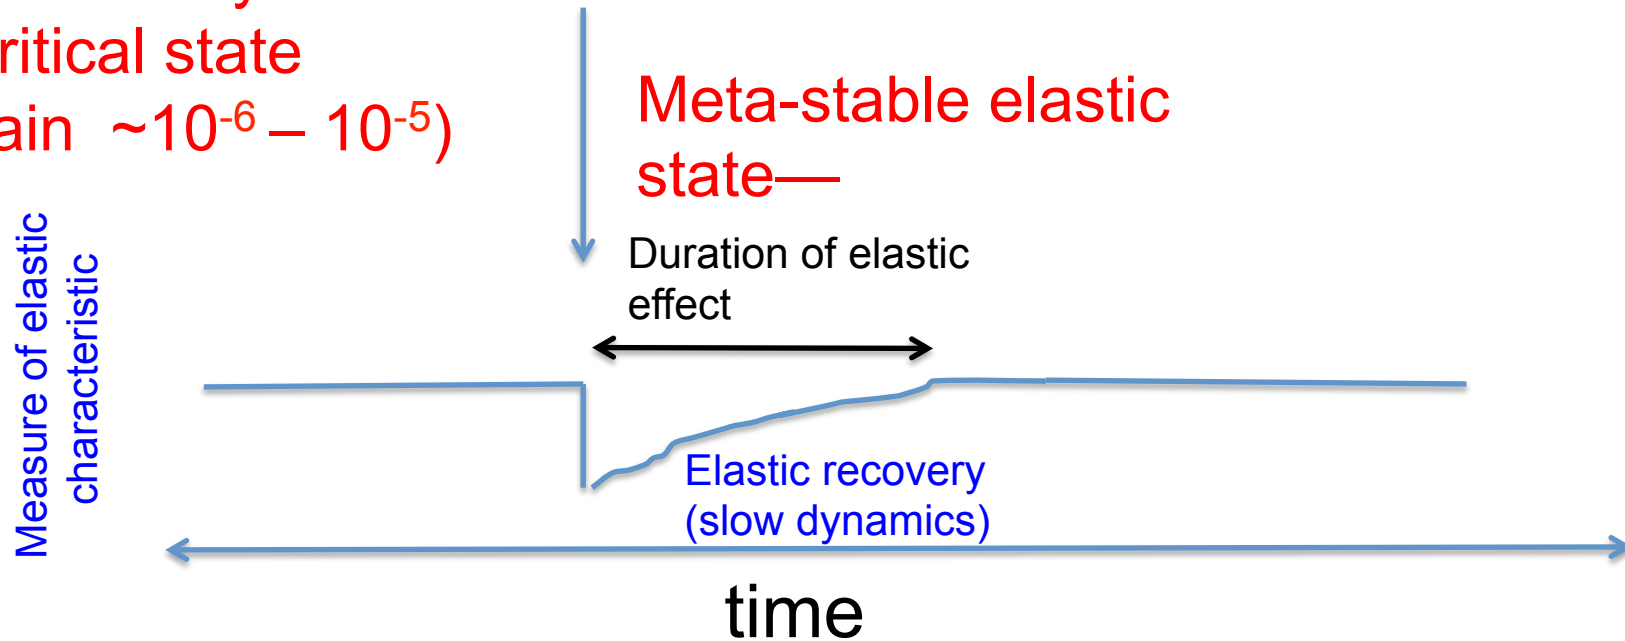 ritical state
ain ~10⁻⁶ – 10⁻⁵)
Meta-stable elastic
state—
Duration of elastic
effect
Measure of elastic
characteristic
Elastic recovery
(slow dynamics)
time